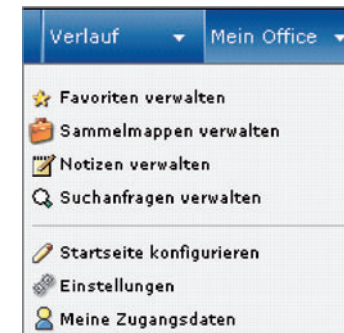 Verlauf Mein Office
Favoriten verwalten
Sammelmappen verwalten
Notizen verwalten
Suchanfragen verwalten
Startseite konfigurieren
Einstellungen
Meine Zugangsdaten